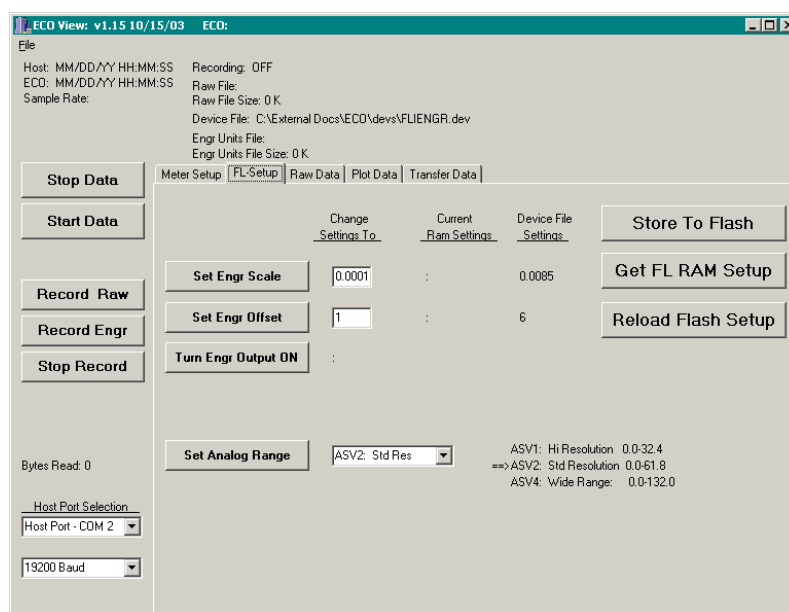 ECO View: v1.15 10/15/03 ECO:
File
Host: MM/DD/YY HH:MM:SS
ECO: MM/DD/YY HH:MM:SS
Sample Rate:
Recording: OFF
Raw File:
Raw File Size: 0 K
Device File: C:\External Docs\ECO\devs\FLIENGR.dev
Engr Units File:
Engr Units File Size: 0 K
Stop Data
Start Data
Record Raw
Record Engr
Stop Record
Bytes Read: 0
Host Port Selection
Host Port - COM 2
19200 Baud
Meter Setup FL-Setup Raw Data Plot Data Transfer Data
Change
Settings To
Current
Ram Settings
Device File
Settings
Set Engr Scale 0.0001 : 0.0085
Set Engr Offset 1 : 6
Turn Engr Output ON :
Set Analog Range ASV2: Std Res
ASV1: Hi Resolution 0.0-32.4
==>ASV2: Std Resolution 0.0-61.8
ASV4: Wide Range: 0.0-132.0
Store To Flash
Get FL RAM Setup
Reload Flash Setup